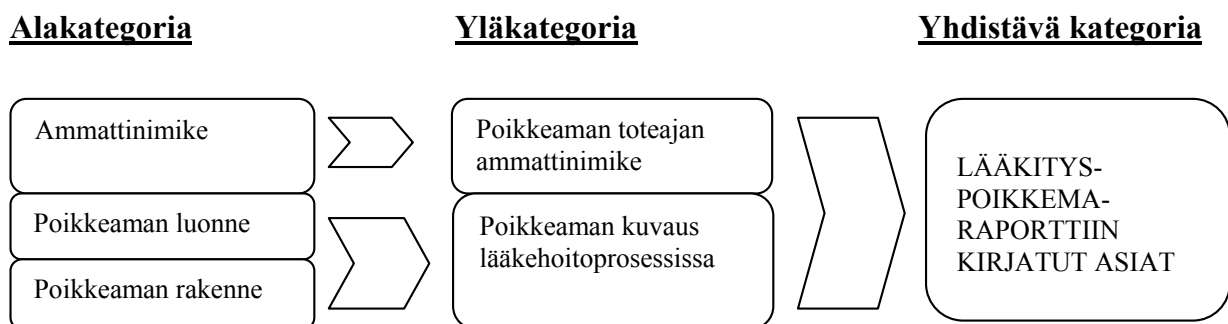 Alakategoria
Yläkategoria
Yhdistävä kategoria
Ammattinimike
Poikkeaman luonne
Poikkeaman rakenne
Poikkeaman toteajan
ammattinimike
Poikkeaman kuvaus
lääkehoitoprosessissa
LÄÄKITYS-
POIKKEMA-
RAPORTTIIN
KIRJATUT ASIAT